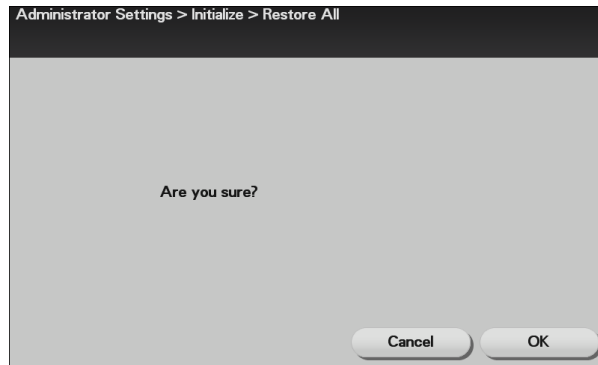 Administrator Settings > Initialize > Restore All
Are you sure?
Cancel
OK